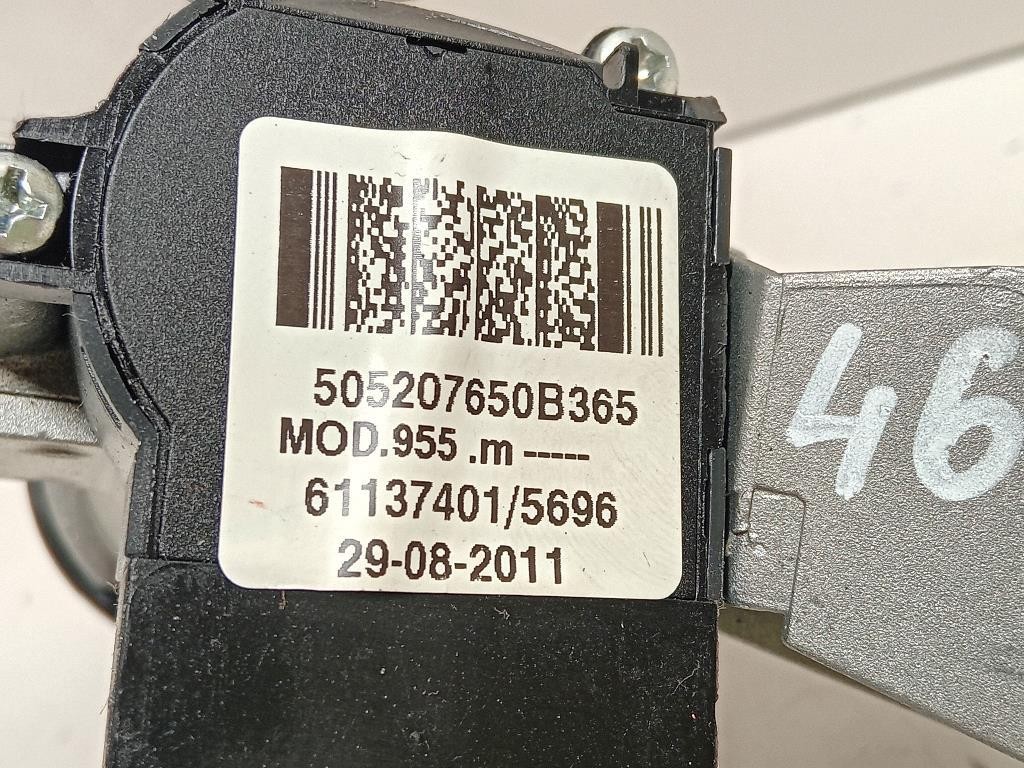 505207650B365
MOD.955 .m -----
61137401/5696
29-08-2011
46